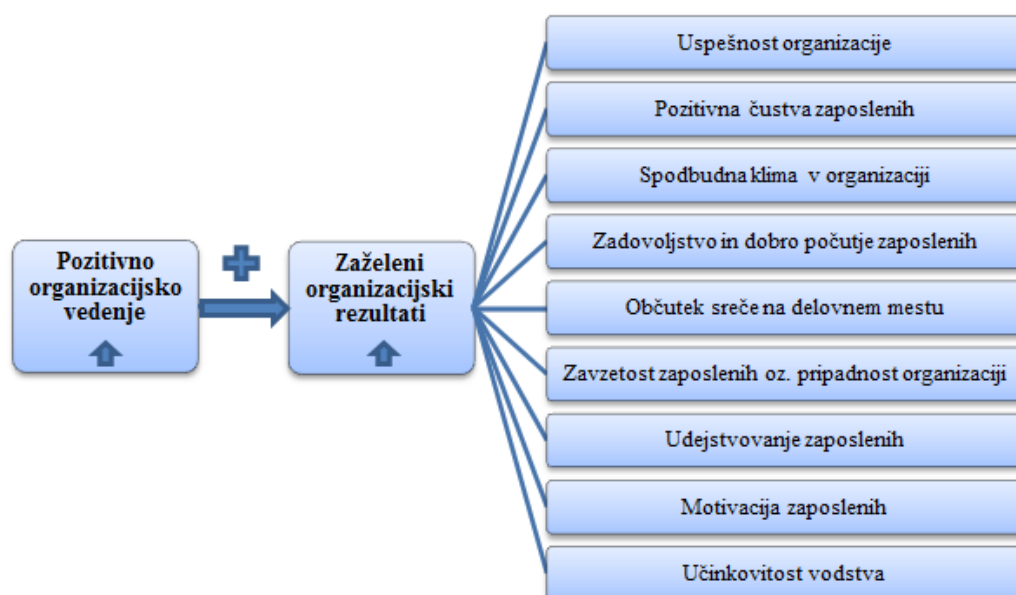 Pozitivno
organizacijsko
vedenje
Zaželeni
organizacijski
rezultati
Uspešnost organizacije
Pozitivna čustva zaposlenih
Spodbudna klima v organizaciji
Zadovoljstvo in dobro počutje zaposlenih
Občutek sreče na delovnem mestu
Zavzetost zaposlenih oz. pripadnost organizaciji
Udejstvovanje zaposlenih
Motivacija zaposlenih
Učinkovitost vodstva